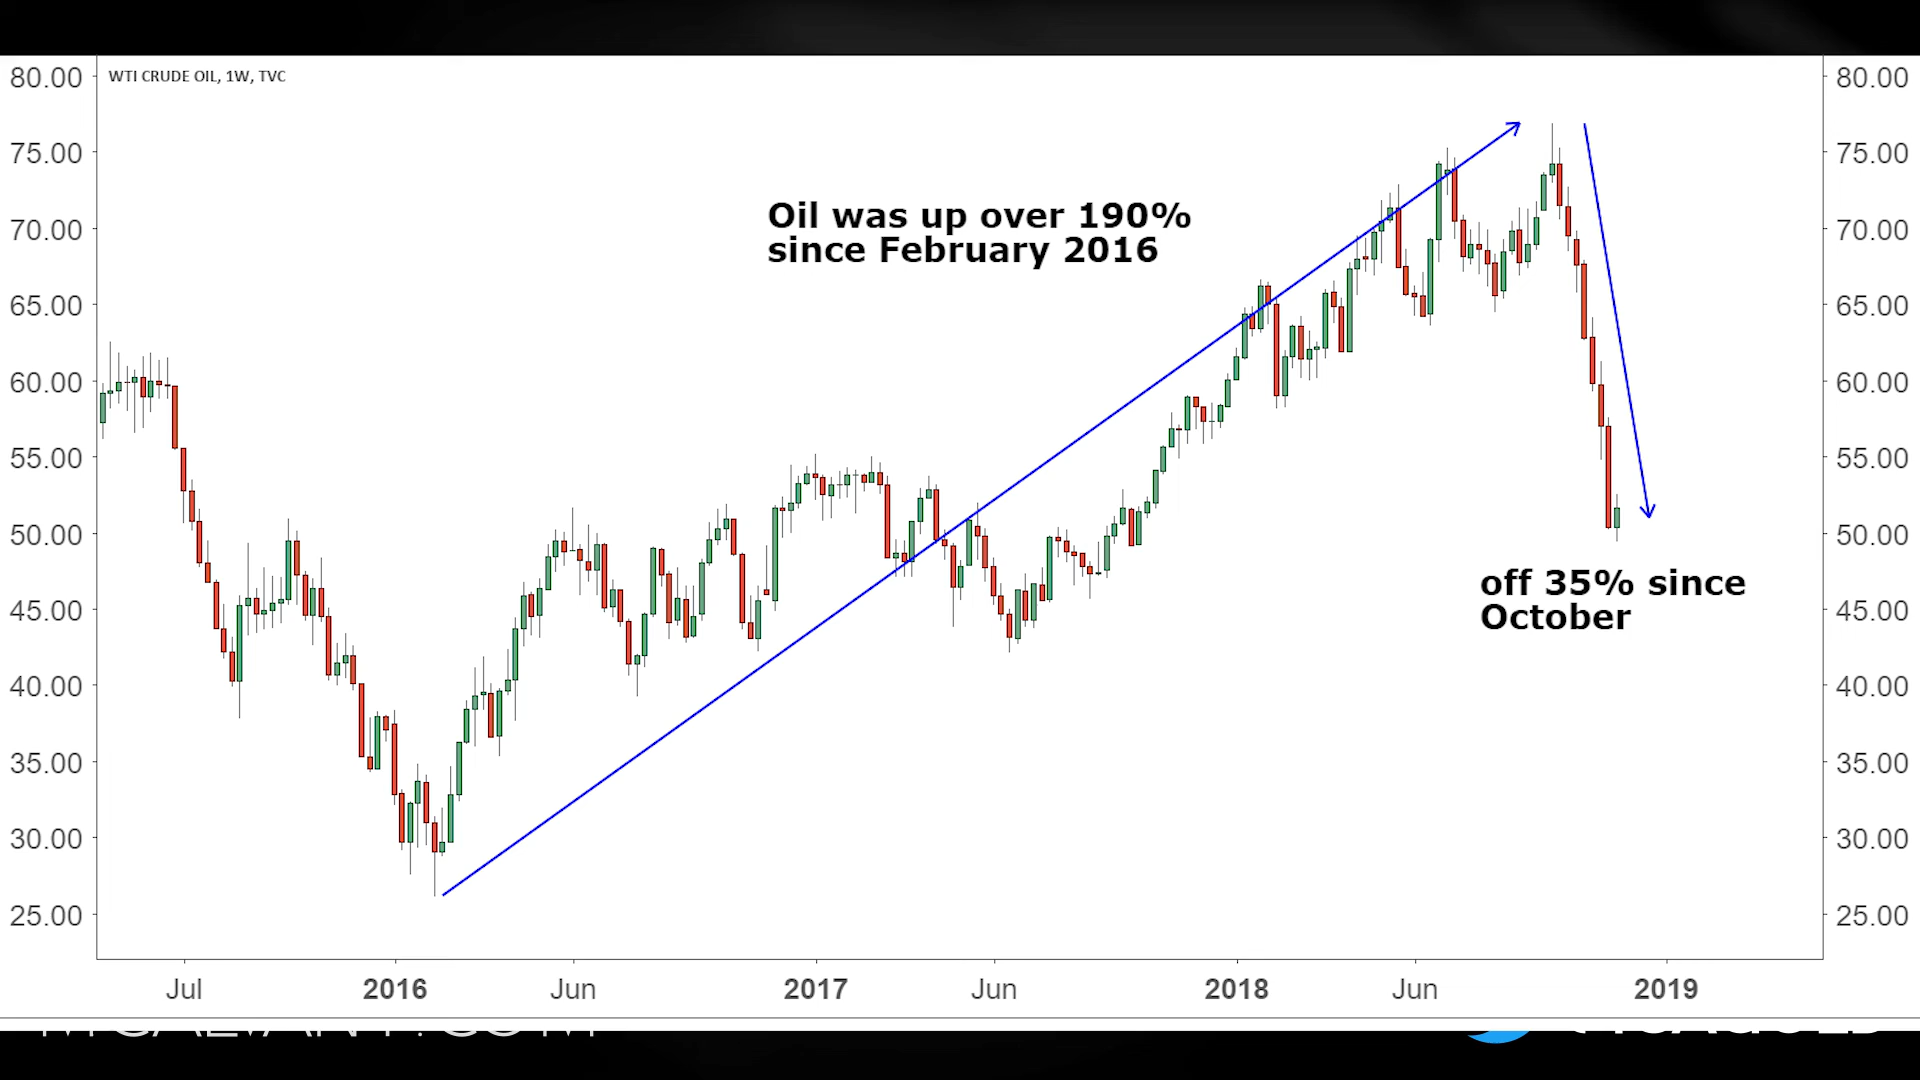 WTI CRUDE OIL, 1W, TVC
80.00 80.00
75.00 75.00
70.00 70.00
65.00 65.00
60.00 60.00
55.00 55.00
50.00 50.00
45.00 45.00
40.00 40.00
35.00 35.00
30.00 30.00
25.00 25.00
Oil was up over 190%
since February 2016
off 35% since
October
Jul 2016 Jun 2017 Jun 2018 Jun 2019